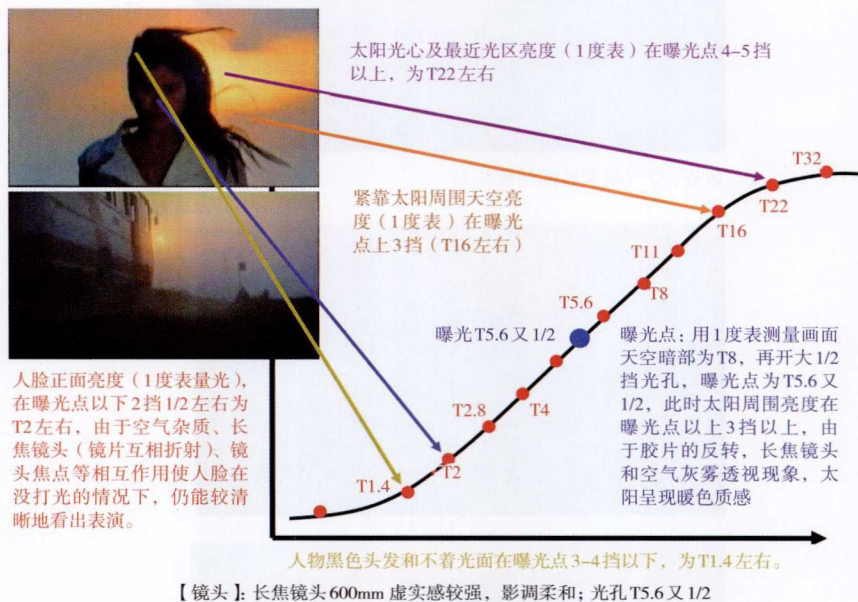 太阳光心及最近光区亮度（1度表）在曝光点4–5挡
以上，为T22左右
T32
T22
紧靠太阳周围天空亮
度（1度表）在曝光
点上3挡（T16左右）
T16
T11
T8
T5.6
曝光T5.6又1/2
曝光点：用1度表测量画面
天空暗部为T8，再开大1/2
挡光孔，曝光点为T5.6又
1/2，此时太阳周围亮度在
曝光点以上3挡以上，由
于胶片的反转，长焦镜头
和空气灰雾透视现象，太
阳呈现暖色质感
人脸正面亮度（1度表量光），
在曝光点以下2挡1/2左右为
T2左右，由于空气杂质、长
焦镜头（镜片互相折射）、镜
头焦点等相互作用使人脸在
没打光的情况下，仍能较清
晰地看出表演。
T4
T2.8
T2
T1.4
人物黑色头发和不着光面在曝光点3–4挡以下，为T1.4左右。
【镜头】：长焦镜头600mm 虚实感较强，影调柔和；光孔T5.6又1/2